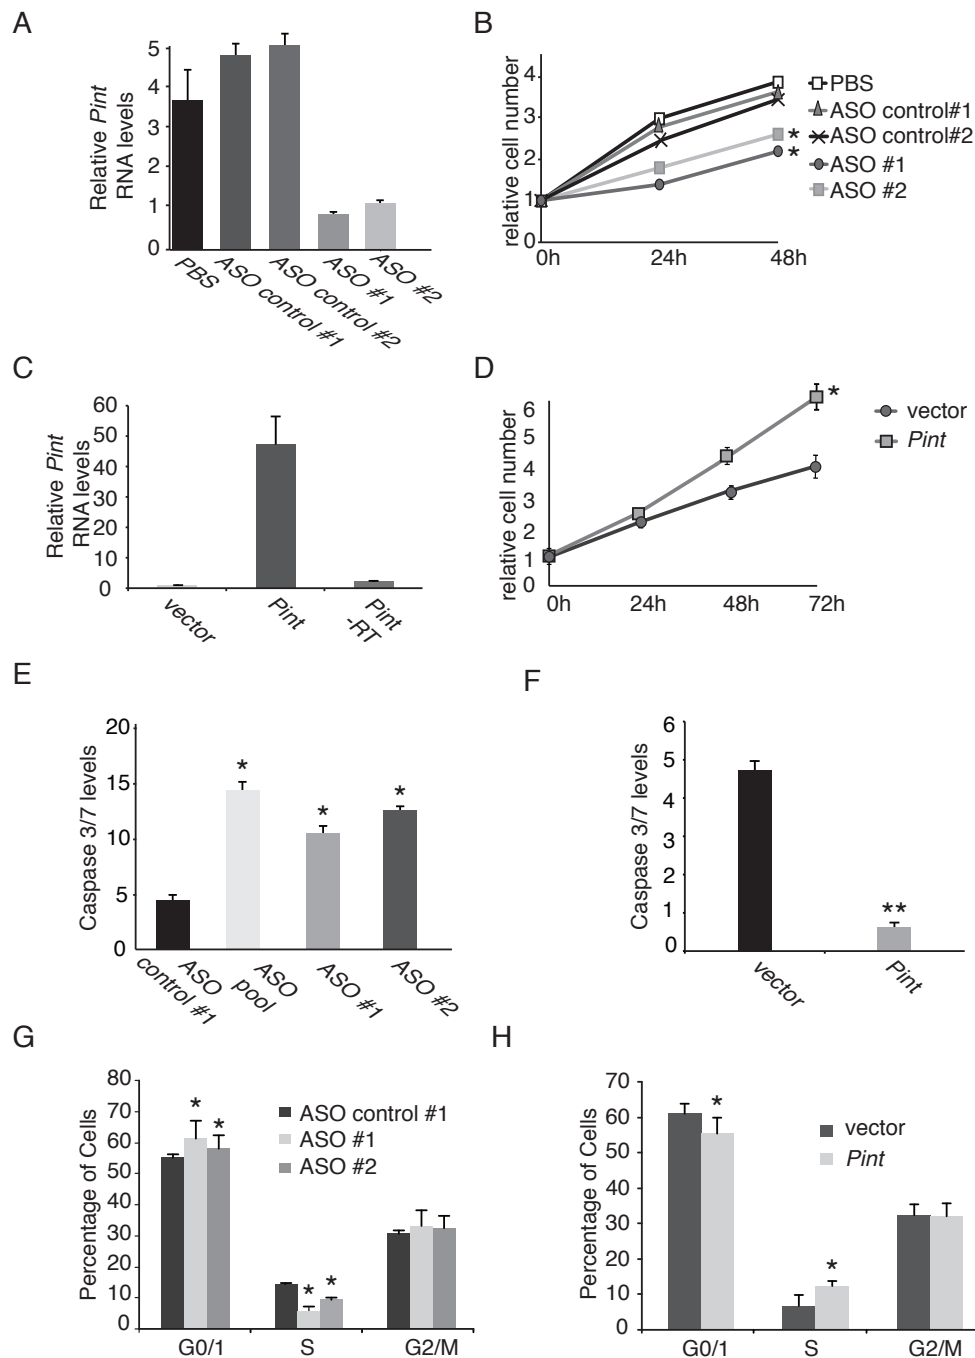 A
Relative Pint
RNA levels
5
4
3
2
1
0
PBS
ASO control #1
ASO control #2
ASO #1
ASO #2
B
relative cell number
4
3
2
1
0
0h
24h
48h
*
*
PBS
ASO control#1
ASO control#2
ASO #1
ASO #2
C
Relative Pint
RNA levels
60
50
40
30
20
10
0
vector
Pint
Pint
-RT
D
relative cell number
6
5
4
3
2
1
0
0h
24h
48h
72h
*
vector
Pint
E
Caspase 3/7 levels
20
15
10
5
0
*
*
*
ASO
control #1
ASO
pool
ASO #1
ASO #2
F
Caspase 3/7 levels
6
5
4
3
2
1
0
**
vector
Pint
G
Percentage of Cells
80
70
60
50
40
30
20
10
0
*
*
*
*
ASO control #1
ASO #1
ASO #2
G0/1
S
G2/M
H
Percentage of Cells
70
60
50
40
30
20
10
0
*
*
vector
Pint
G0/1
S
G2/M